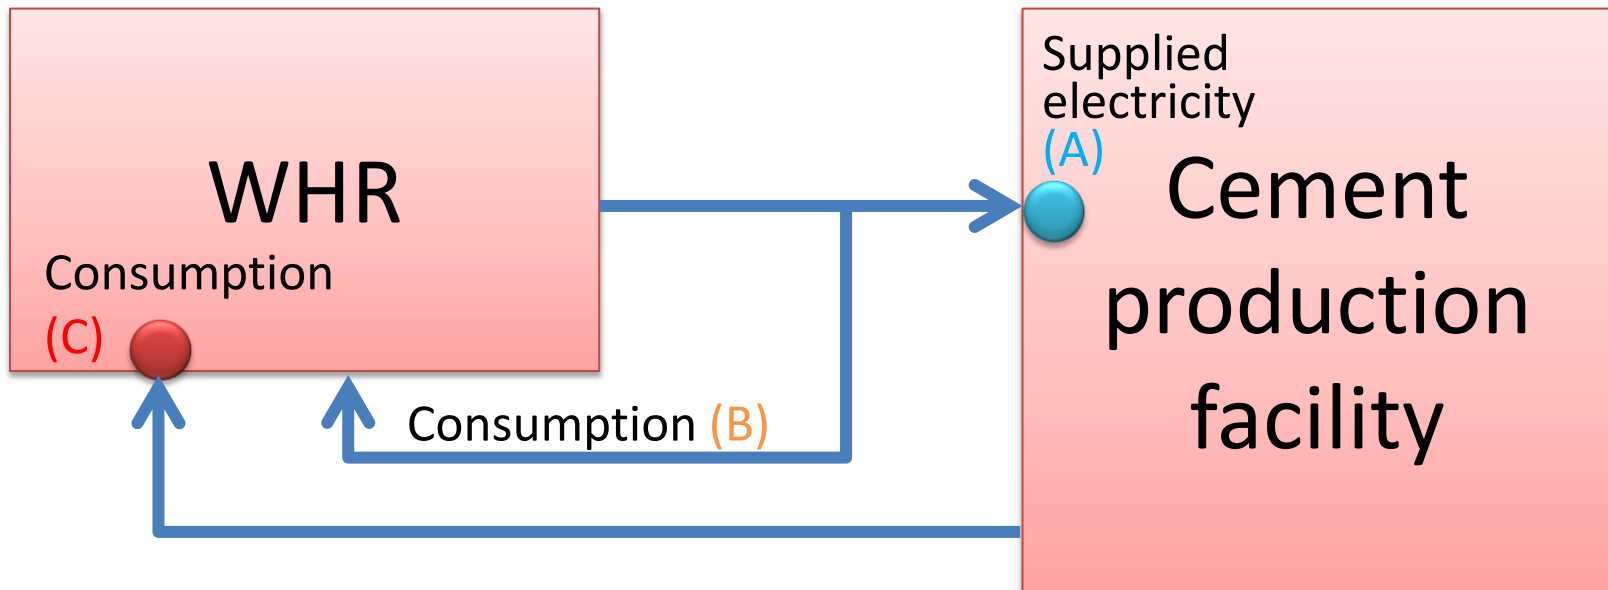 WHR
Consumption
(C)
Consumption (B)
Supplied
electricity
(A)
Cement
production
facility